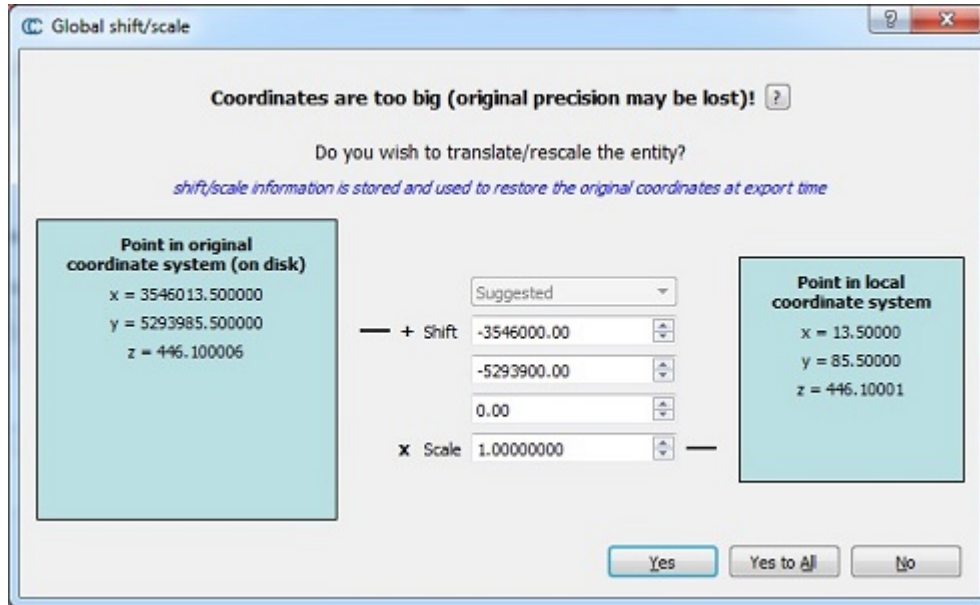 Global shift/scale
Coordinates are too big (original precision may be lost)! ?
Do you wish to translate/rescale the entity?
shift/scale information is stored and used to restore the original coordinates at export time
Point in original
coordinate system (on disk)
x = 3546013.500000
y = 5293985.500000
z = 446.100006
Suggested
+ Shift -3546000.00
-5293900.00
0.00
x Scale 1.00000000
Point in local
coordinate system
x = 13.50000
y = 85.50000
z = 446.10001
Yes
Yes to All
No